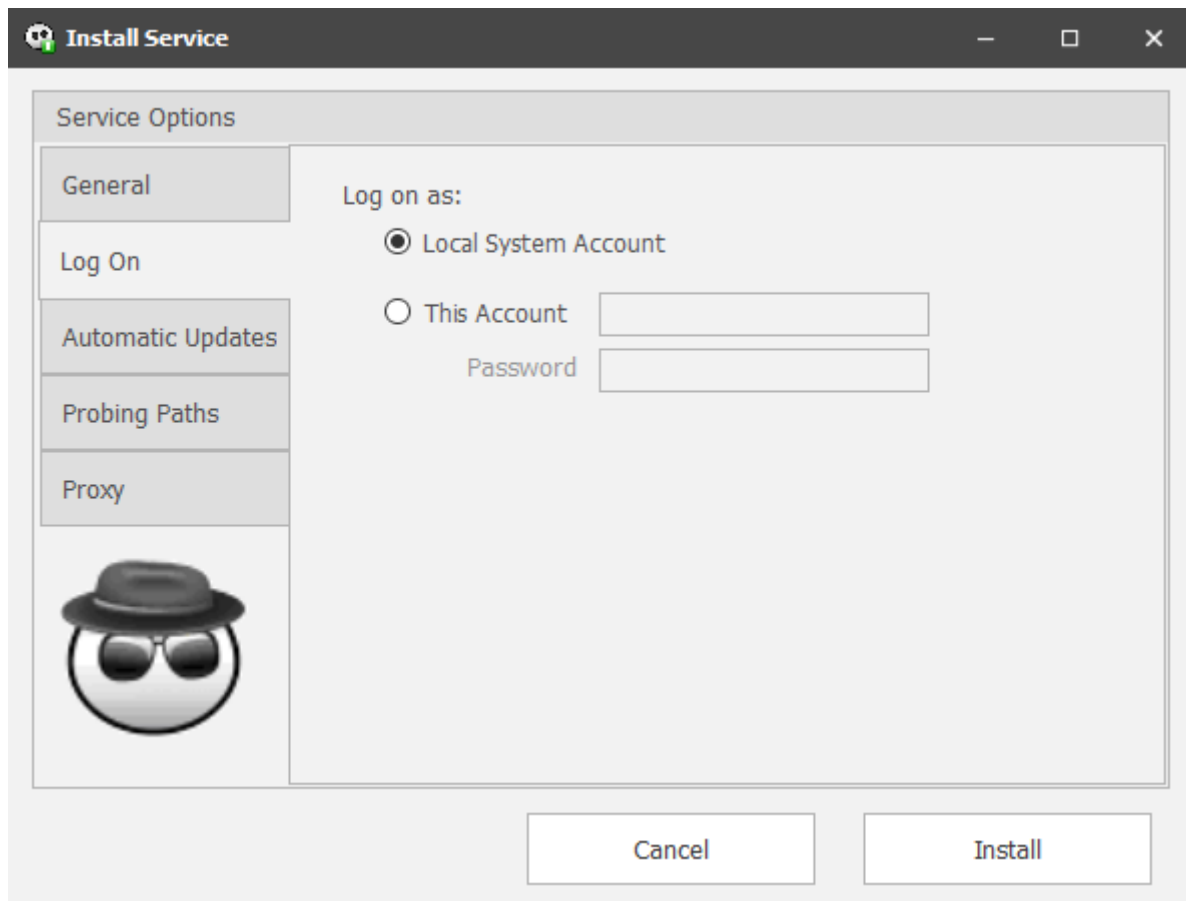 Install Service
Service Options
General
Log On
Automatic Updates
Probing Paths
Proxy
Log on as:
Local System Account
This Account
Password
Cancel
Install